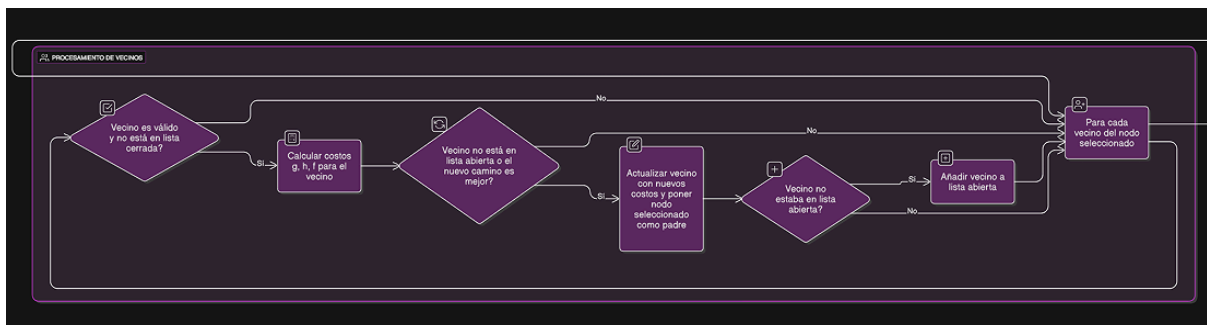 PROCESAMIENTO DE VECINOS
Vecino es válido
y no está en lista
cerrada?
No
Sí
Calcular costos
g, h, f para el
vecino
Vecino no está en
lista abierta o el
nuevo camino es
mejor?
No
Sí
Actualizar vecino
con nuevos
costos y poner
nodo
seleccionado
como padre
Vecino no
estaba en lista
abierta?
Sí
No
Añadir vecino a
lista abierta
Para cada
vecino del nodo
seleccionado